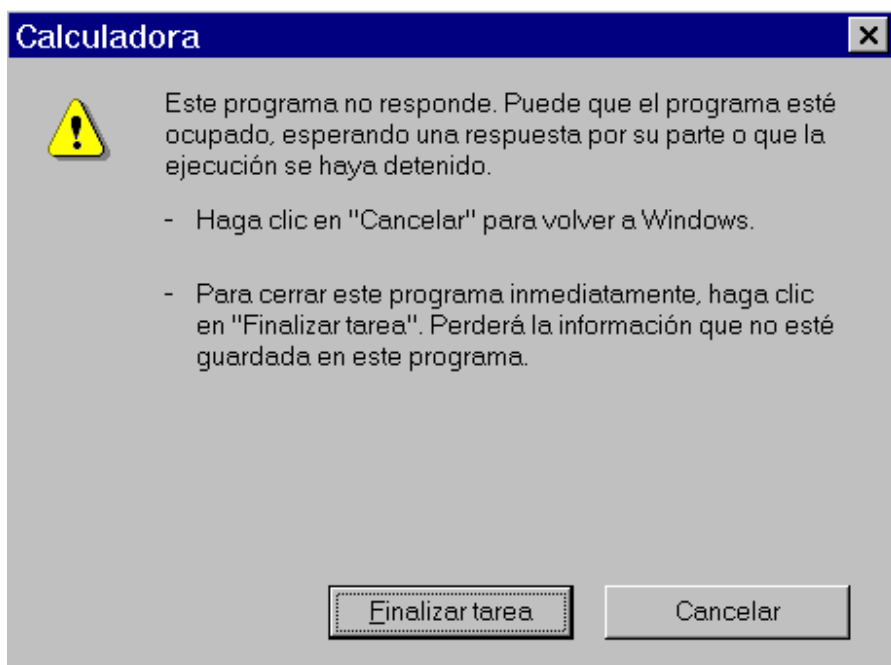 Calculadora
Este programa no responde. Puede que el programa esté
ocupado, esperando una respuesta por su parte o que la
ejecución se haya detenido.
- Haga clic en "Cancelar" para volver a Windows.
- Para cerrar este programa inmediatamente, haga clic
en "Finalizar tarea". Perderá la información que no esté
guardada en este programa.
Finalizar tarea
Cancelar